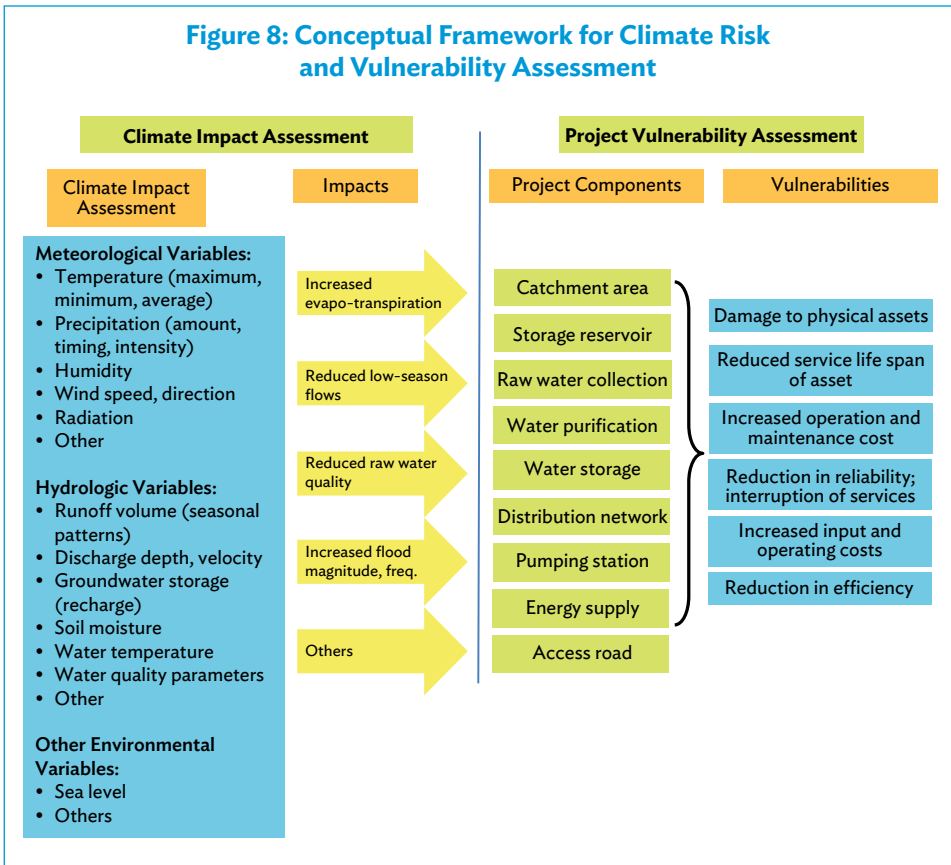 Figure 8: Conceptual Framework for Climate Risk
and Vulnerability Assessment
Climate Impact Assessment
Project Vulnerability Assessment
Climate Impact
Assessment
Impacts
Project Components
Vulnerabilities
Meteorological Variables:
• Temperature (maximum,
minimum, average)
• Precipitation (amount,
timing, intensity)
• Humidity
• Wind speed, direction
• Radiation
• Other
Hydrologic Variables:
• Runoff volume (seasonal
patterns)
• Discharge depth, velocity
• Groundwater storage
(recharge)
• Soil moisture
• Water temperature
• Water quality parameters
• Other
Other Environmental
Variables:
• Sea level
• Others
Increased
evapo-transpiration
Reduced low-season
flows
Reduced raw water
quality
Increased flood
magnitude, freq.
Others
Catchment area
Storage reservoir
Raw water collection
Water purification
Water storage
Distribution network
Pumping station
Energy supply
Access road
Damage to physical assets
Reduced service life span
of asset
Increased operation and
maintenance cost
Reduction in reliability;
interruption of services
Increased input and
operating costs
Reduction in efficiency